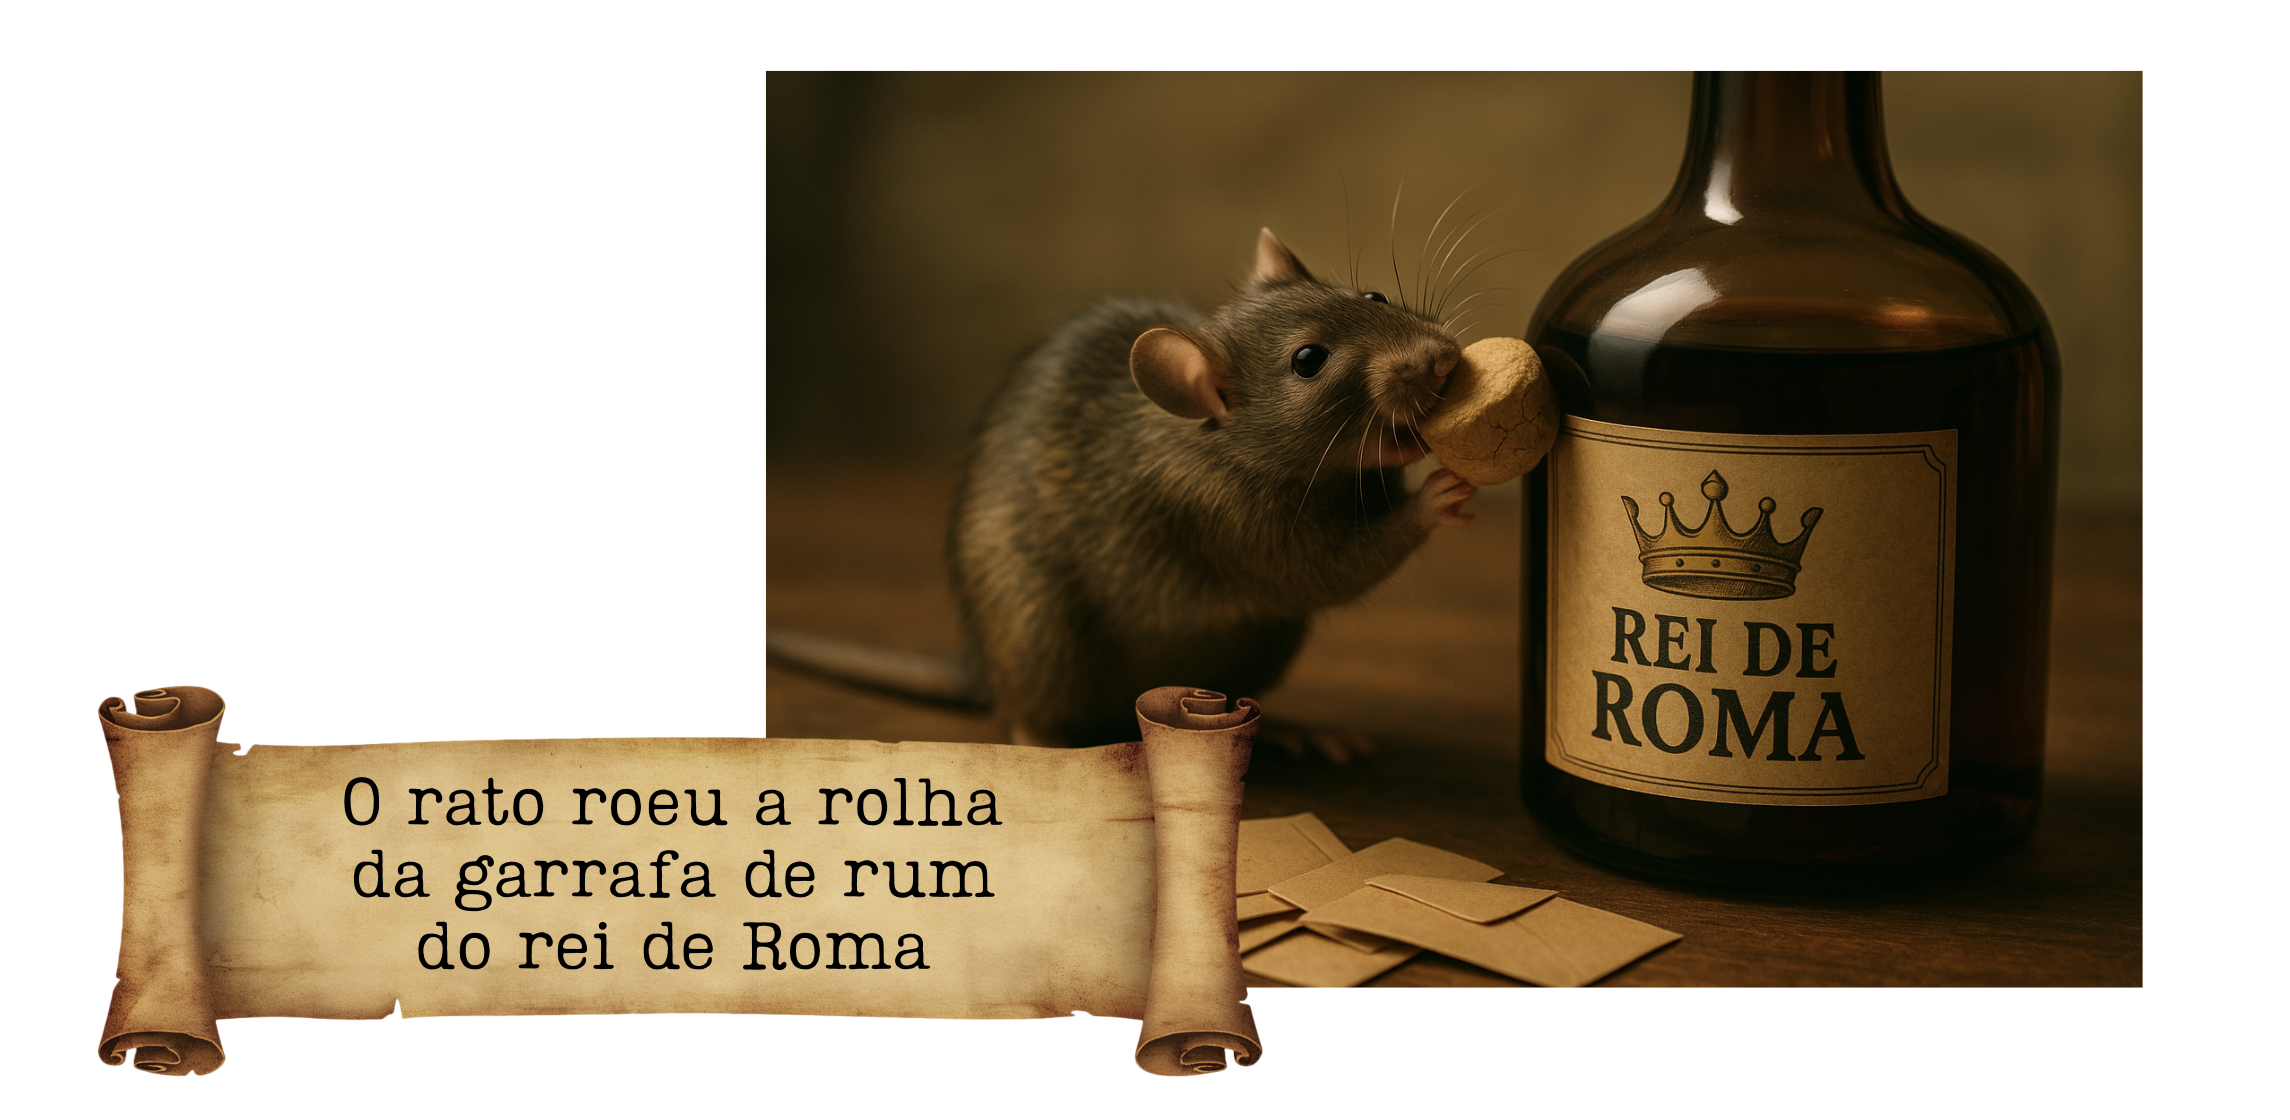 REI DE
ROMA
O rato roeu a rolha
da garrafa de rum
do rei de Roma